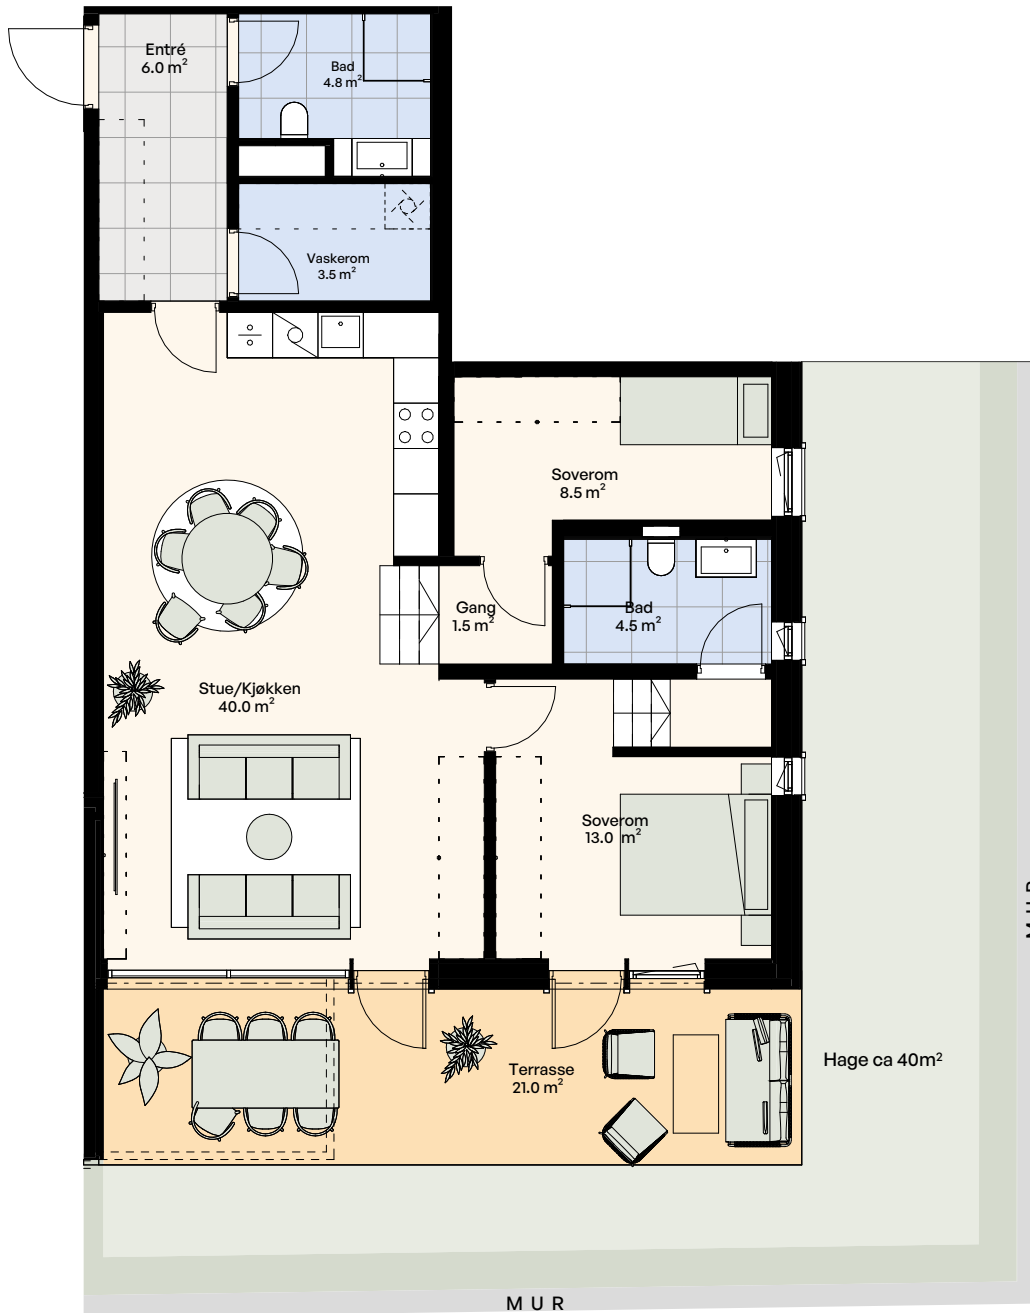 Entré
6.0 m²
Bad
4.8 m²
Vaskerom
3.5 m²
Soverom
8.5 m²
Gang
1.5 m²
Bad
4.5 m²
Stue/Kjøkken
40.0 m²
Soverom
13.0 m²
MUR
Terrasse
21.0 m²
Hage ca 40m²
MUR